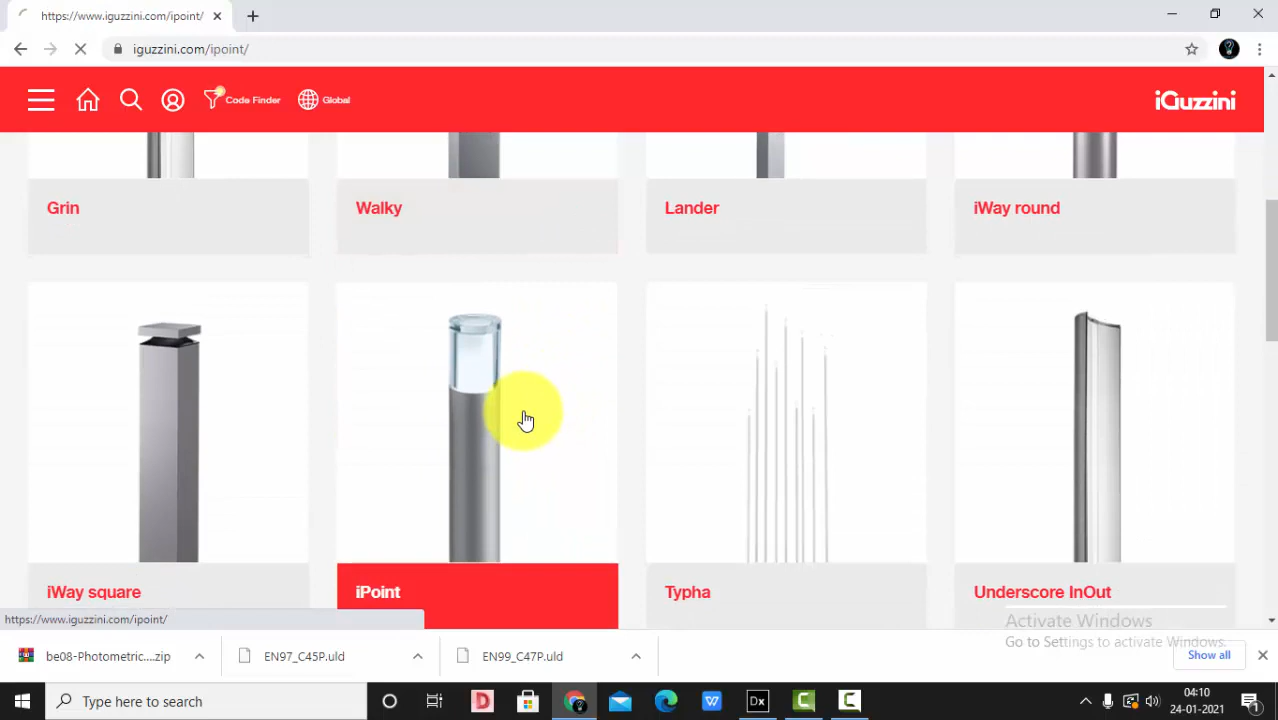 https://www.iguzzini.com/ipoint/
iguzzini.com/ipoint/
Code Finder
Global
iGuzzini
Grin
Walky
Lander
iWay round
iWay square
iPoint
Typha
Underscore InOut
https://www.iguzzini.com/ipoint/
Activate Windows
Go to Settings to activate Windows.
be08-Photometric....zip
EN97_C45P.uld
EN99_C47P.uld
Show all
Type here to search
D
W
Dx
C
C
04:10
24-01-2021
1